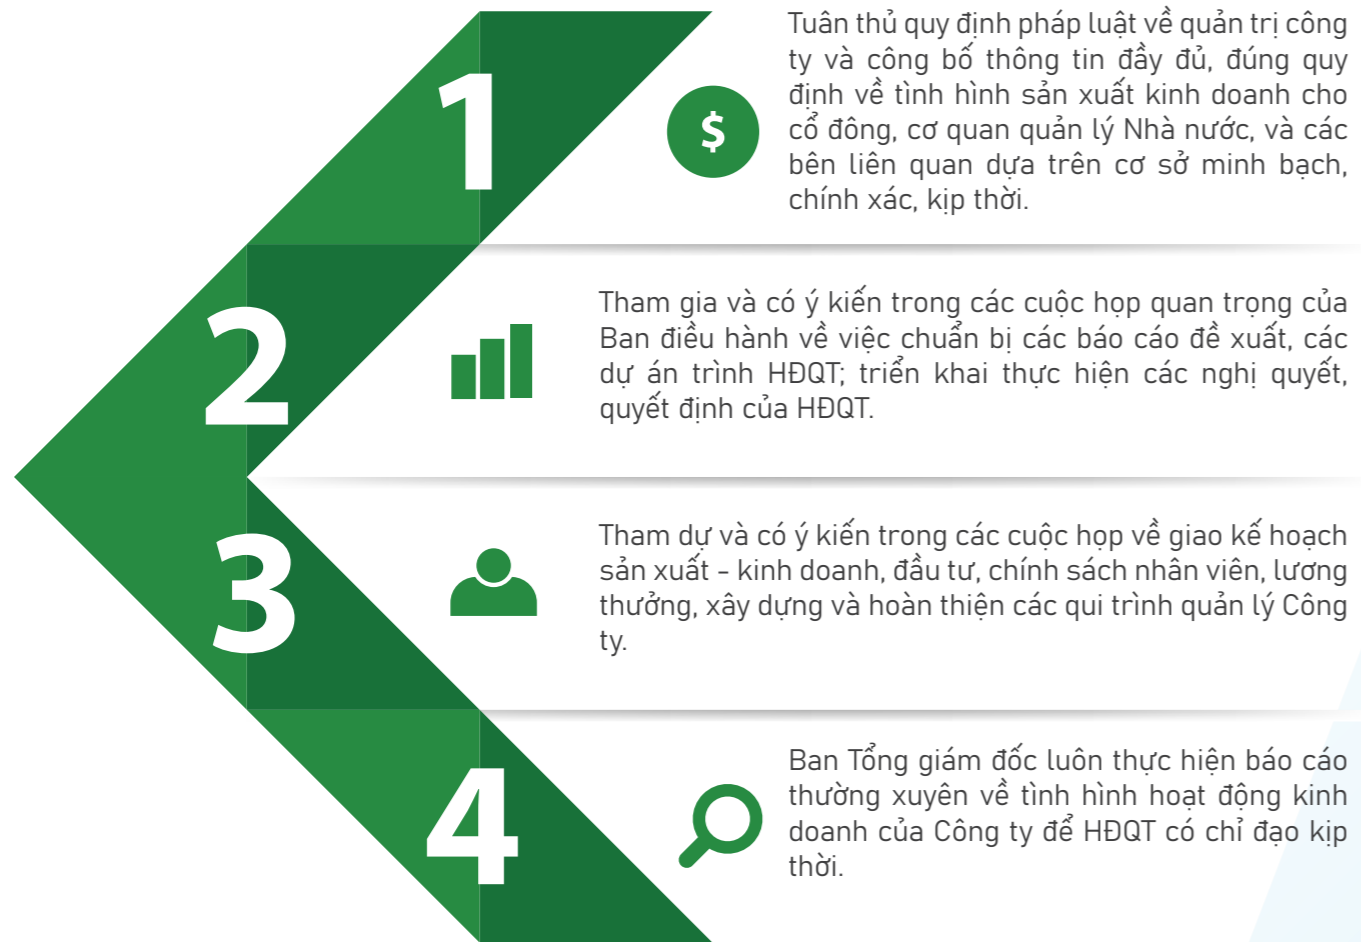 1
$
Tuân thủ quy định pháp luật về quản trị công
ty và công bố thông tin đầy đủ, đúng quy
định về tình hình sản xuất kinh doanh cho
cổ đông, cơ quan quản lý Nhà nước, và các
bên liên quan dựa trên cơ sở minh bạch,
chính xác, kịp thời.
2
Tham gia và có ý kiến trong các cuộc họp quan trọng của
Ban điều hành về việc chuẩn bị các báo cáo đề xuất, các
dự án trình HĐQT; triển khai thực hiện các nghị quyết,
quyết định của HĐQT.
3
Tham dự và có ý kiến trong các cuộc họp về giao kế hoạch
sản xuất - kinh doanh, đầu tư, chính sách nhân viên, lương
thưởng, xây dựng và hoàn thiện các qui trình quản lý Công
ty.
4
Ban Tổng giám đốc luôn thực hiện báo cáo
thường xuyên về tình hình hoạt động kinh
doanh của Công ty để HĐQT có chỉ đạo kịp
thời.